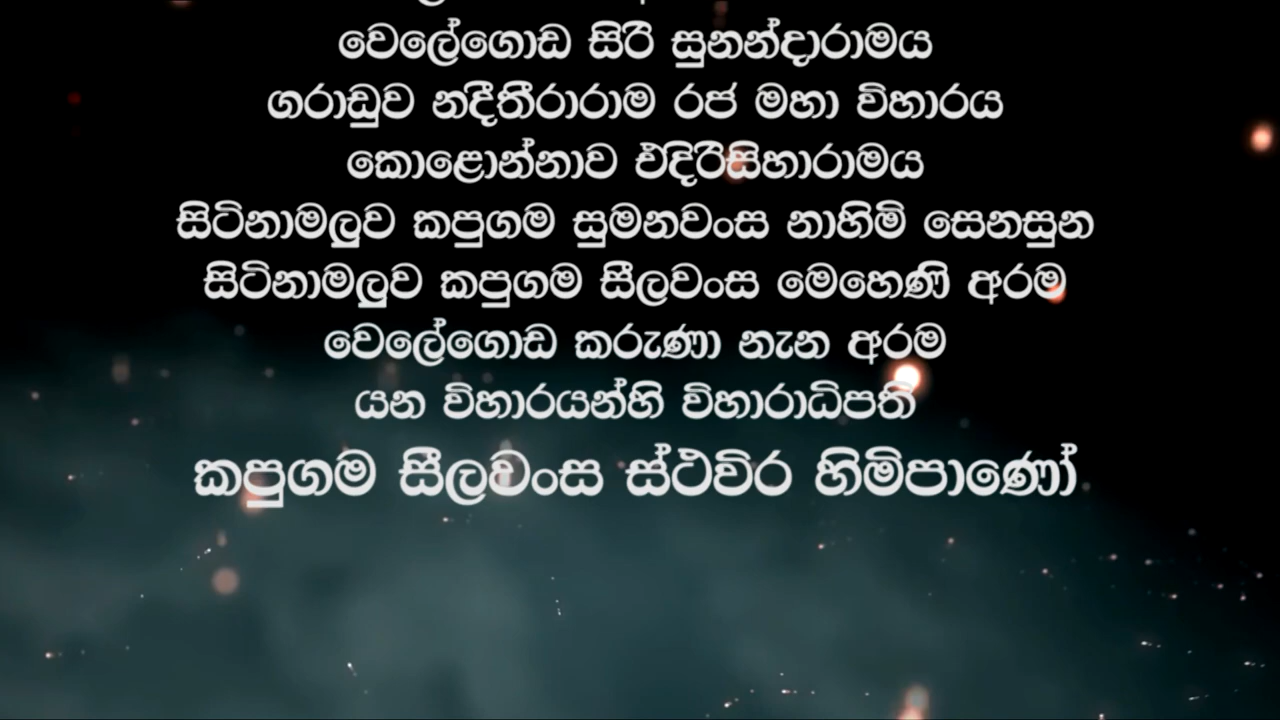 වෙලේගොඩ සිරි සුනන්දාරාමය
ගරාඩුව නදීතීරාරාම රජ මහා විහාරය
කොළොන්නාව එදිරිසිහාරාමය
සිටිනාමලුව කපුගම සුමනවංස නාහිමි සෙනසුන
සිටිනාමලුව කපුගම සීලවංස මෙහෙණි අරම
වෙලේගොඩ කරුණා නැන අරම
යන විහාරයන්හි විහාරාධිපති
කපුගම සීලවංස ස්ථවිර හිමිපාණෝ